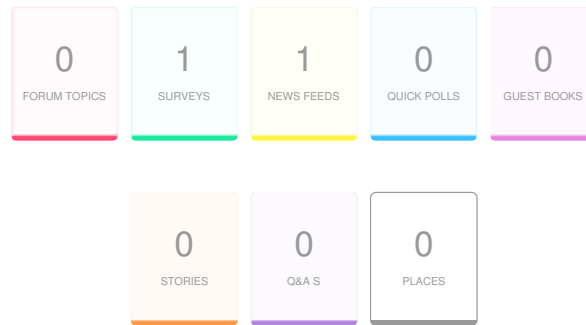 0
FORUM TOPICS
1
SURVEYS
1
NEWS FEEDS
0
QUICK POLLS
0
GUEST BOOKS
0
STORIES
0
Q&A S
0
PLACES